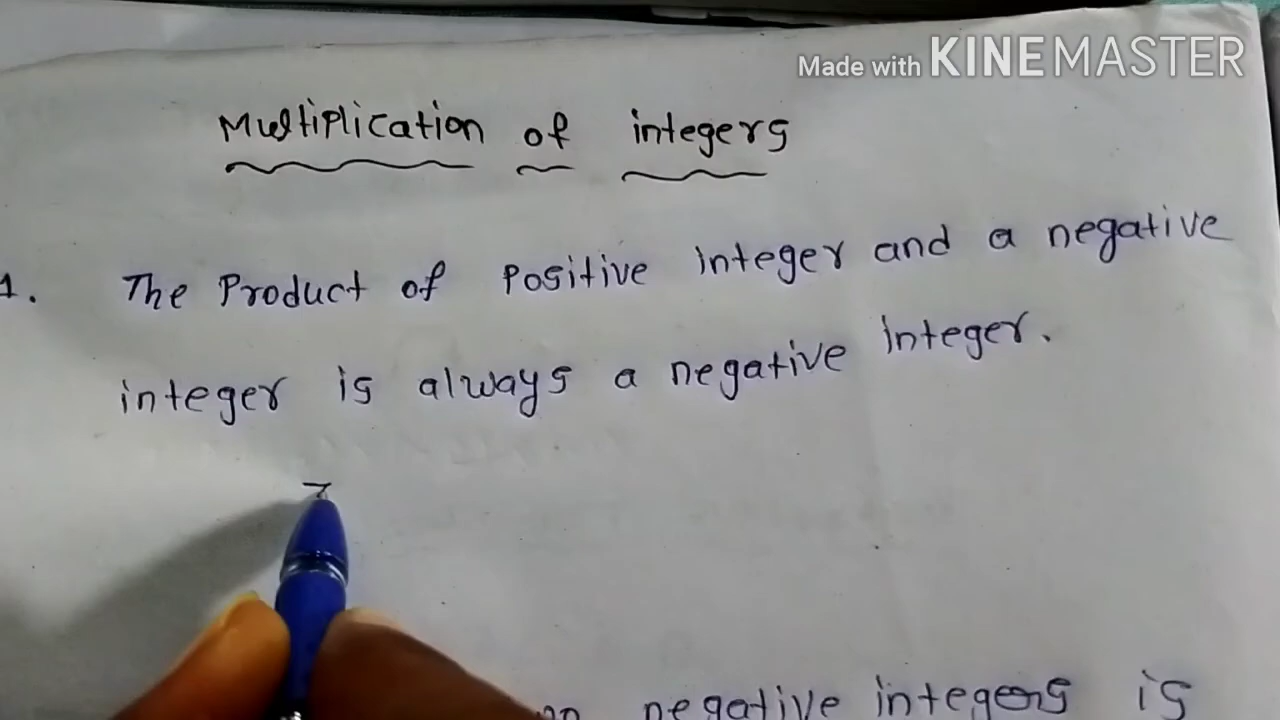 Made with KINEMASTER
Multiplication of integers
1. The Product of Positive integer and a negative
integer is always a negative integer.
negative integers is